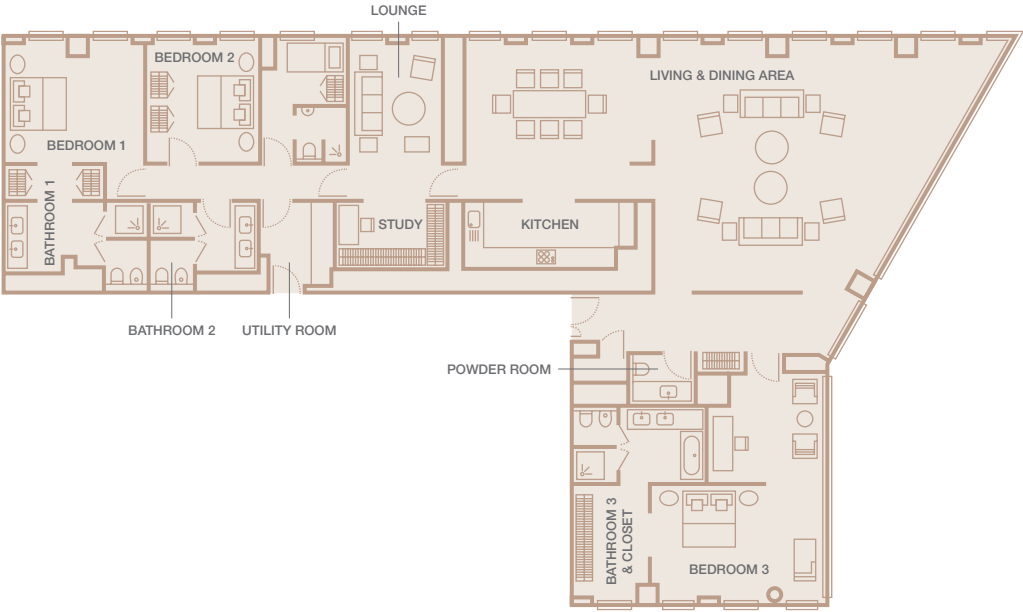 LOUNGE
BEDROOM 2
LIVING & DINING AREA
BEDROOM 1
BATHROOM 1
STUDY
KITCHEN
BATHROOM 2
UTILITY ROOM
POWDER ROOM
BATHROOM 3
& CLOSET
BEDROOM 3